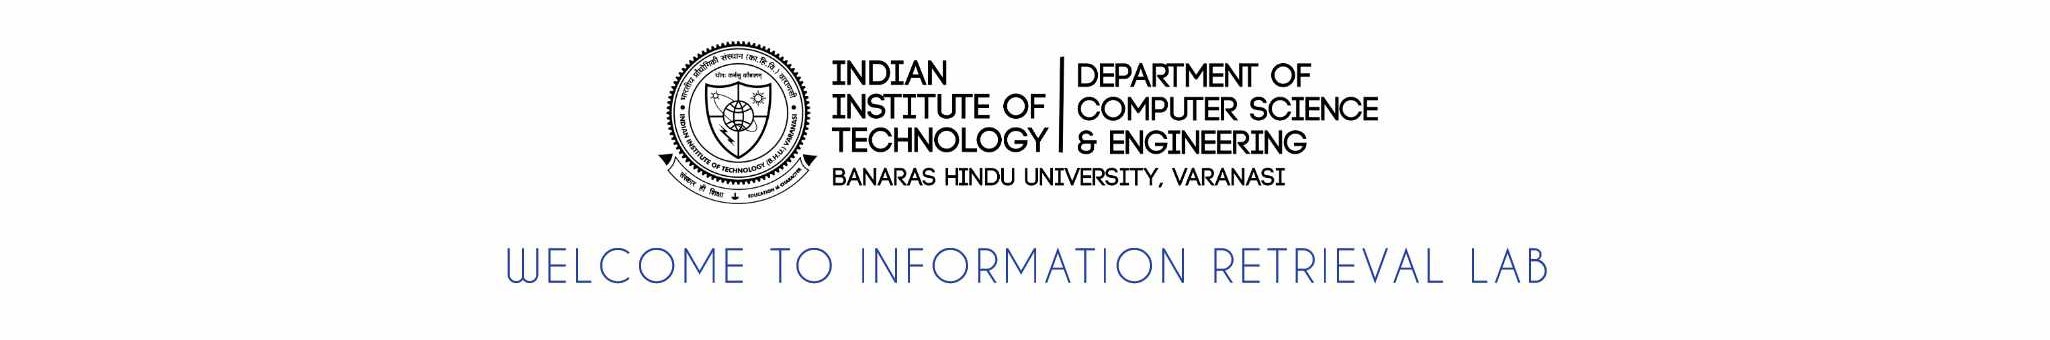 भारतीय प्रौद्योगिकी संस्थान (का.हि.वि.) वाराणसी
योगः कर्मसु कौशलम्
INDIAN INSTITUTE OF TECHNOLOGY (B.H.U.) VARANASI
संस्कार ही शिक्षा
EDUCATION IS CHARACTER
INDIAN
INSTITUTE OF
TECHNOLOGY
DEPARTMENT OF
COMPUTER SCIENCE
& ENGINEERING
BANARAS HINDU UNIVERSITY, VARANASI
WELCOME TO INFORMATION RETRIEVAL LAB